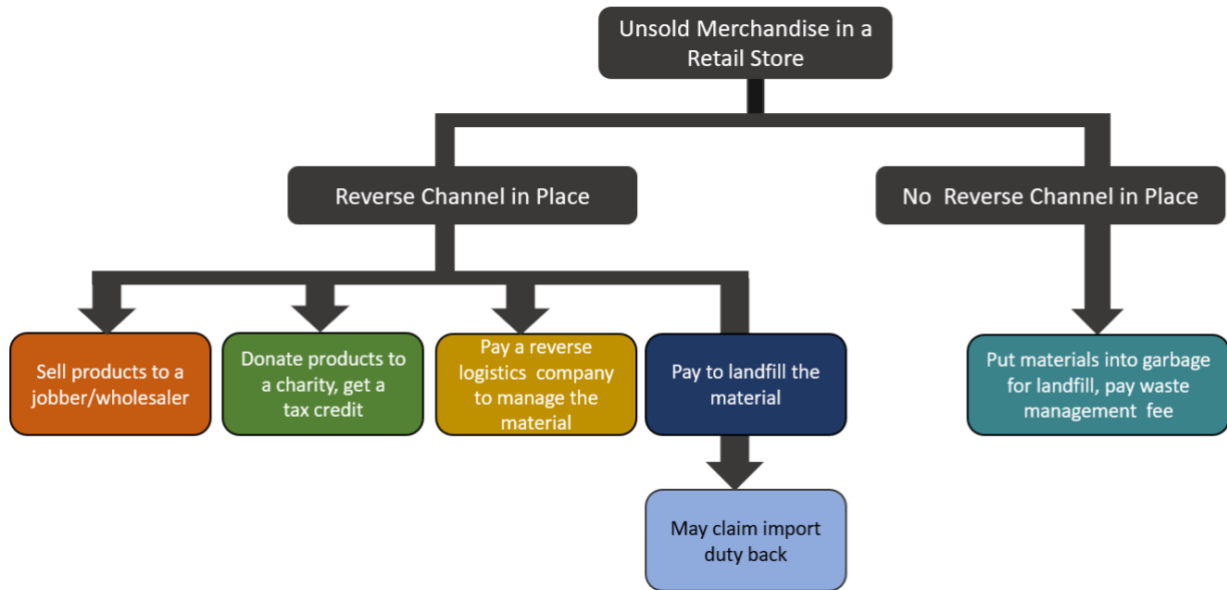 Unsold Merchandise in a
Retail Store
Reverse Channel in Place
No Reverse Channel in Place
Sell products to a
jobber/wholesaler
Donate products to
a charity, get a
tax credit
Pay a reverse
logistics company
to manage the
material
Pay to landfill the
material
Put materials into garbage
for landfill, pay waste
management fee
May claim import
duty back